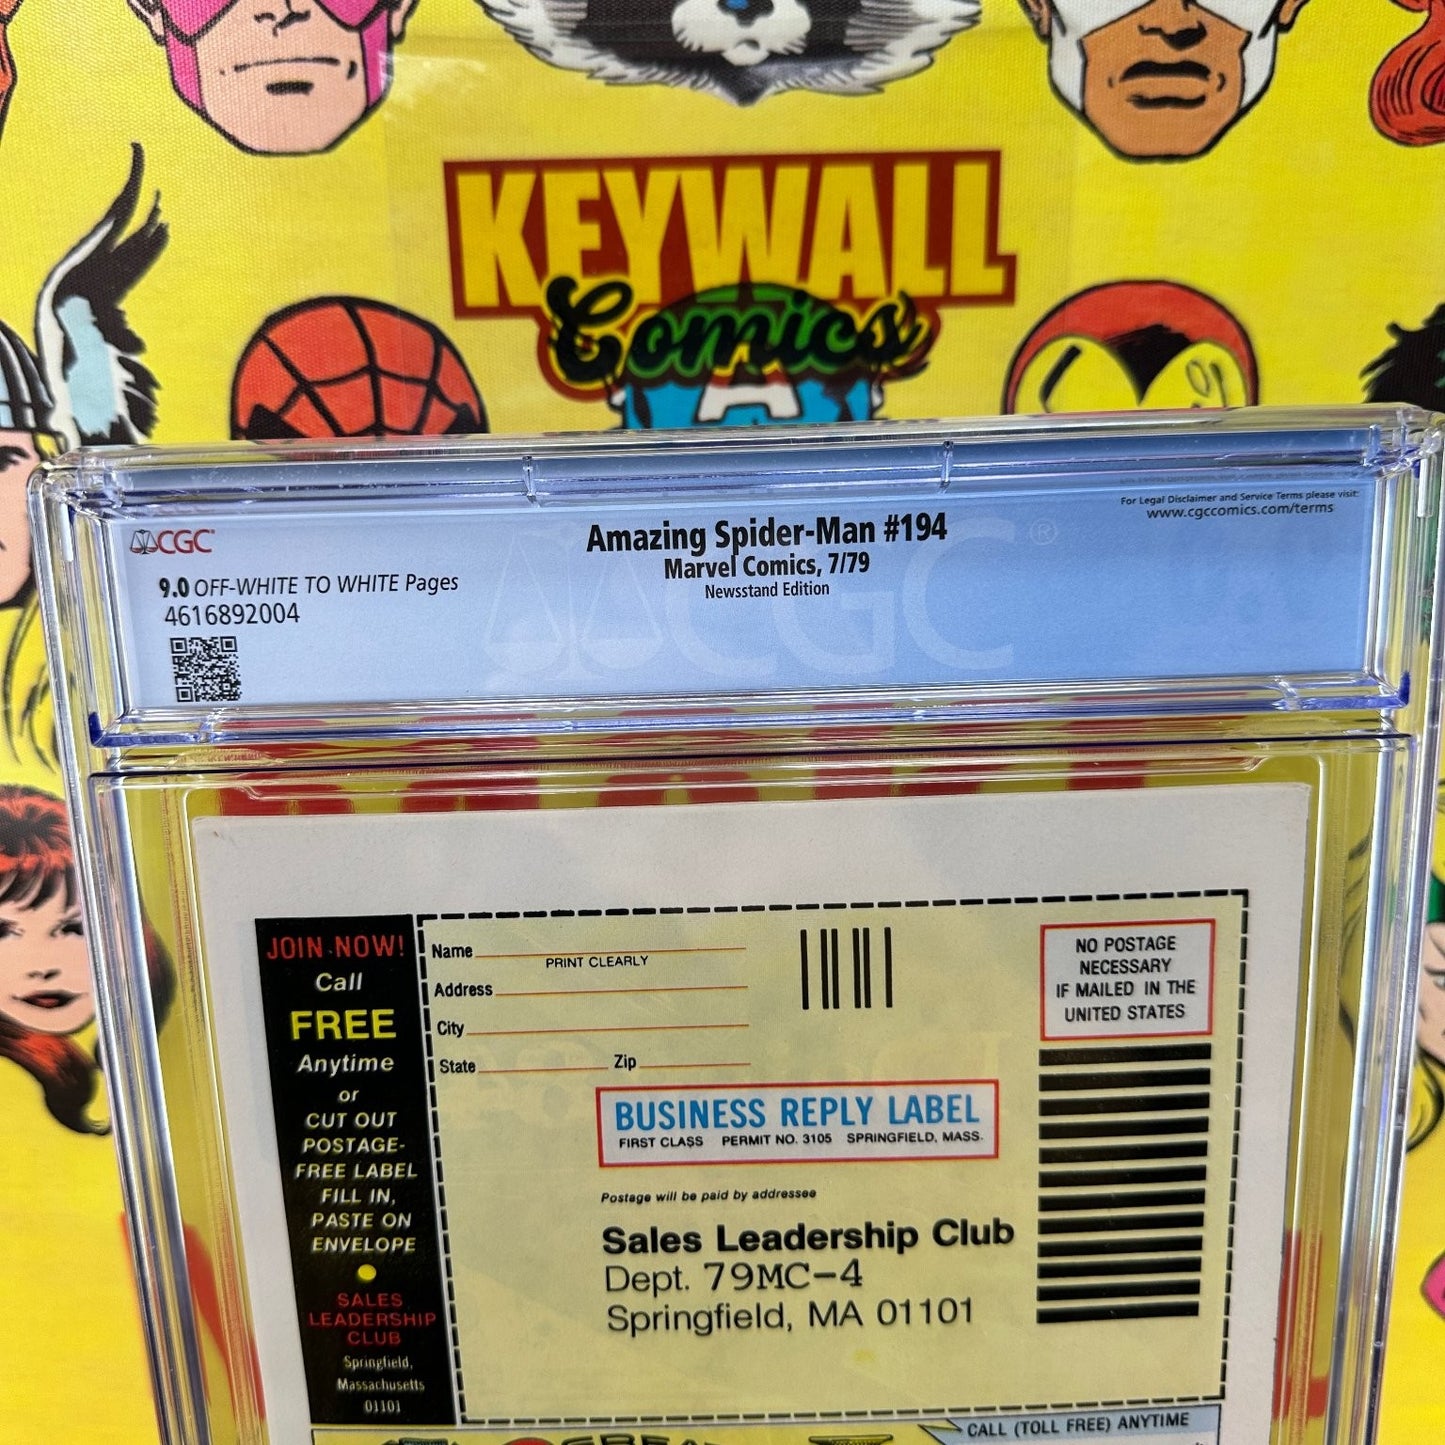 KEYWALL
Comics
A
CGC
Amazing Spider-Man #194
Marvel Comics, 7/79
Newsstand Edition
For Legal Disclaimer and Service Terms please visit:
www.cgccomics.com/terms
9.0 OFF-WHITE TO WHITE Pages
4616892004
CGC ®
JOIN NOW!
Call
FREE
Anytime
or
CUT OUT
POSTAGE-
FREE LABEL
FILL IN,
PASTE ON
ENVELOPE
SALES
LEADERSHIP
CLUB
Springfield,
Massachusetts
01101
Name
PRINT CLEARLY
Address
City
State Zip
NO POSTAGE
NECESSARY
IF MAILED IN THE
UNITED STATES
BUSINESS REPLY LABEL
FIRST CLASS PERMIT NO. 3105 SPRINGFIELD, MASS.
Postage will be paid by addressee
Sales Leadership Club
Dept. 79MC-4
Springfield, MA 01101
CALL (TOLL FREE) ANYTIME